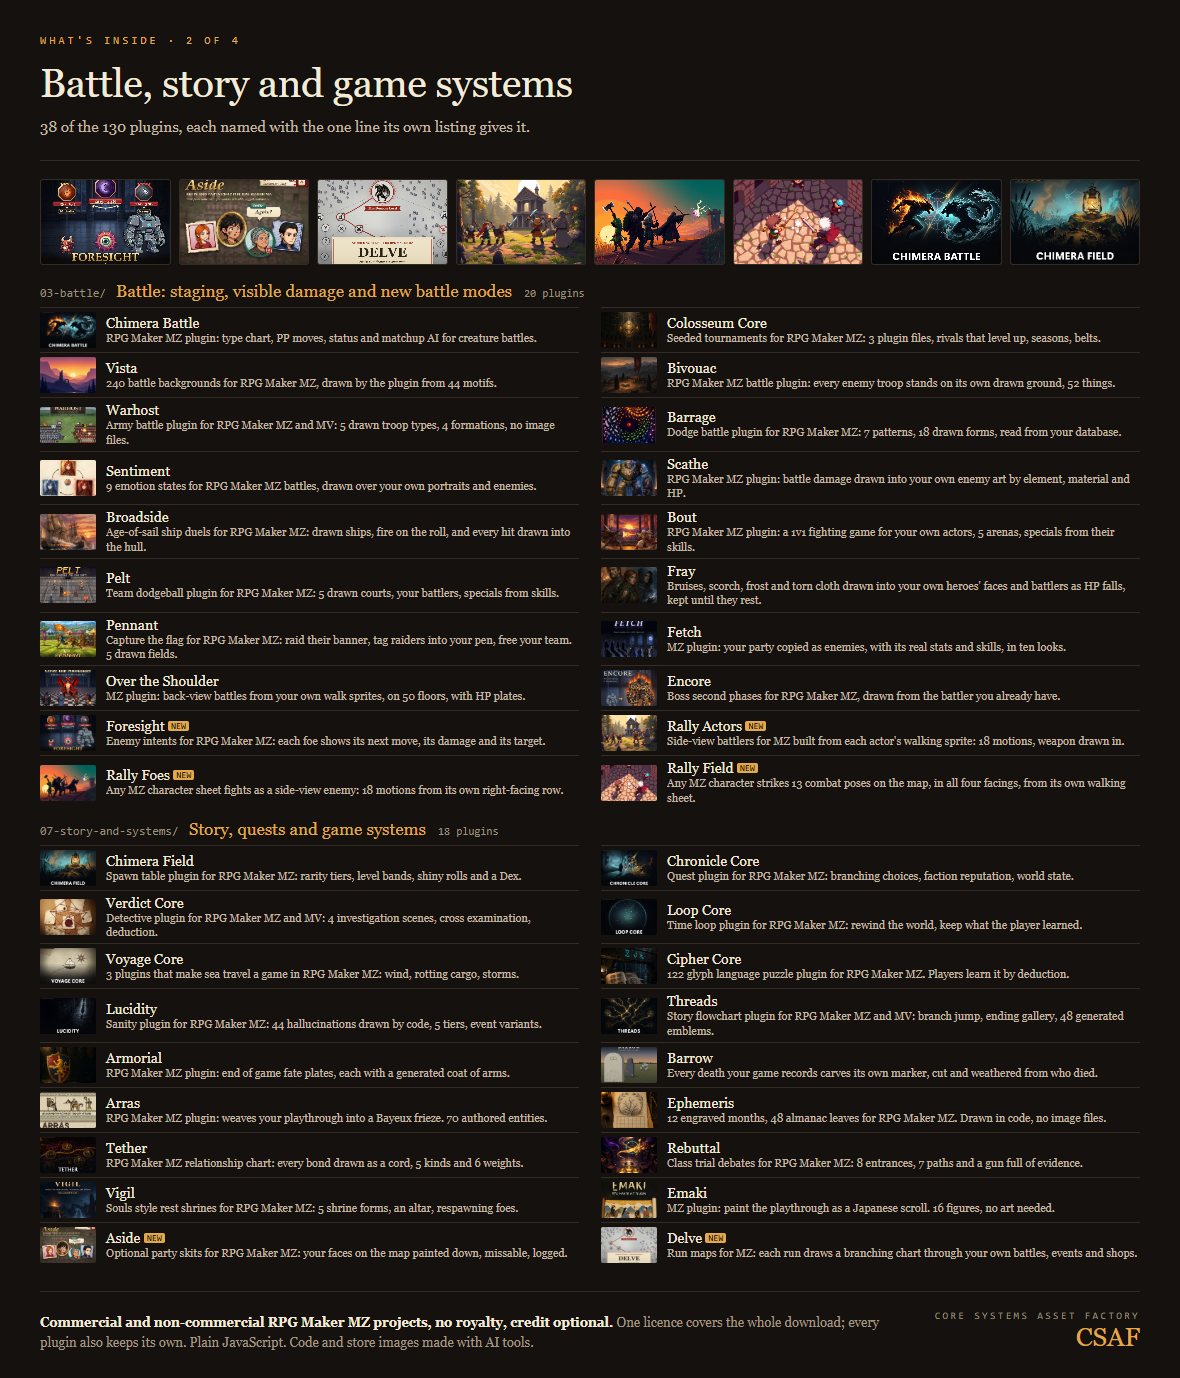 WHAT'S INSIDE · 2 OF 4
Battle, story and game systems
38 of the 130 plugins, each named with the one line its own listing gives it.
FORESIGHT
Aside
Again?
DELVE
CHIMERA BATTLE
CHIMERA FIELD
03-battle/ Battle: staging, visible damage and new battle modes 20 plugins
CHIMERA BATTLE
Chimera Battle
RPG Maker MZ plugin: type chart, PP moves, status and matchup AI for creature battles.
Colosseum Core
Seeded tournaments for RPG Maker MZ: 3 plugin files, rivals that level up, seasons, belts.
Vista
240 battle backgrounds for RPG Maker MZ, drawn by the plugin from 44 motifs.
Bivouac
RPG Maker MZ battle plugin: every enemy troop stands on its own drawn ground, 52 things.
WARHOST
Warhost
Army battle plugin for RPG Maker MZ and MV: 5 drawn troop types, 4 formations, no image
files.
Barrage
Dodge battle plugin for RPG Maker MZ: 7 patterns, 18 drawn forms, read from your database.
Sentiment
9 emotion states for RPG Maker MZ battles, drawn over your own portraits and enemies.
Scathe
RPG Maker MZ plugin: battle damage drawn into your own enemy art by element, material and
HP.
Broadside
Age-of-sail ship duels for RPG Maker MZ: drawn ships, fire on the roll, and every hit drawn into
the hull.
Bout
RPG Maker MZ plugin: a 1v1 fighting game for your own actors, 5 arenas, specials from their
skills.
PELT
Pelt
Team dodgeball plugin for RPG Maker MZ: 5 drawn courts, your battlers, specials from skills.
Fray
Bruises, scorch, frost and torn cloth drawn into your own heroes' faces and battlers as HP falls,
kept until they rest.
Pennant
Capture the flag for RPG Maker MZ: raid their banner, tag raiders into your pen, free your team.
5 drawn fields.
FETCH
Fetch
MZ plugin: your party copied as enemies, with its real stats and skills, in ten looks.
Over the Shoulder
MZ plugin: back-view battles from your own walk sprites, on 50 floors, with HP plates.
ENCORE
Encore
Boss second phases for RPG Maker MZ, drawn from the battler you already have.
FORESIGHT
Foresight NEW
Enemy intents for RPG Maker MZ: each foe shows its next move, its damage and its target.
Rally Actors NEW
Side-view battlers for MZ built from each actor's walking sprite: 18 motions, weapon drawn in.
Rally Foes NEW
Any MZ character sheet fights as a side-view enemy: 18 motions from its own right-facing row.
Rally Field NEW
Any MZ character strikes 13 combat poses on the map, in all four facings, from its own walking
sheet.
07-story-and-systems/ Story, quests and game systems 18 plugins
CHIMERA FIELD
Chimera Field
Spawn table plugin for RPG Maker MZ: rarity tiers, level bands, shiny rolls and a Dex.
CHRONICLE CORE
Chronicle Core
Quest plugin for RPG Maker MZ: branching choices, faction reputation, world state.
Verdict Core
Detective plugin for RPG Maker MZ and MV: 4 investigation scenes, cross examination,
deduction.
LOOP CORE
Loop Core
Time loop plugin for RPG Maker MZ: rewind the world, keep what the player learned.
VOYAGE CORE
Voyage Core
3 plugins that make sea travel a game in RPG Maker MZ: wind, rotting cargo, storms.
Cipher Core
122 glyph language puzzle plugin for RPG Maker MZ. Players learn it by deduction.
LUCIDITY
Lucidity
Sanity plugin for RPG Maker MZ: 44 hallucinations drawn by code, 5 tiers, event variants.
THREADS
Threads
Story flowchart plugin for RPG Maker MZ and MV: branch jump, ending gallery, 48 generated
emblems.
Armorial
RPG Maker MZ plugin: end of game fate plates, each with a generated coat of arms.
Barrow
Every death your game records carves its own marker, cut and weathered from who died.
ARRAS
Arras
RPG Maker MZ plugin: weaves your playthrough into a Bayeux frieze. 70 authored entities.
Ephemeris
12 engraved months, 48 almanac leaves for RPG Maker MZ. Drawn in code, no image files.
TETHER
Tether
RPG Maker MZ relationship chart: every bond drawn as a cord, 5 kinds and 6 weights.
Rebuttal
Class trial debates for RPG Maker MZ: 8 entrances, 7 paths and a gun full of evidence.
VIGIL
Vigil
Souls style rest shrines for RPG Maker MZ: 5 shrine forms, an altar, respawning foes.
EMAKI
Emaki
MZ plugin: paint the playthrough as a Japanese scroll. 16 figures, no art needed.
Aside
Aside NEW
Optional party skits for RPG Maker MZ: your faces on the map painted down, missable, logged.
DELVE
Delve NEW
Run maps for MZ: each run draws a branching chart through your own battles, events and shops.
Commercial and non-commercial RPG Maker MZ projects, no royalty, credit optional. One licence covers the whole download; every
plugin also keeps its own. Plain JavaScript. Code and store images made with AI tools.
CORE SYSTEMS ASSET FACTORY
CSAF